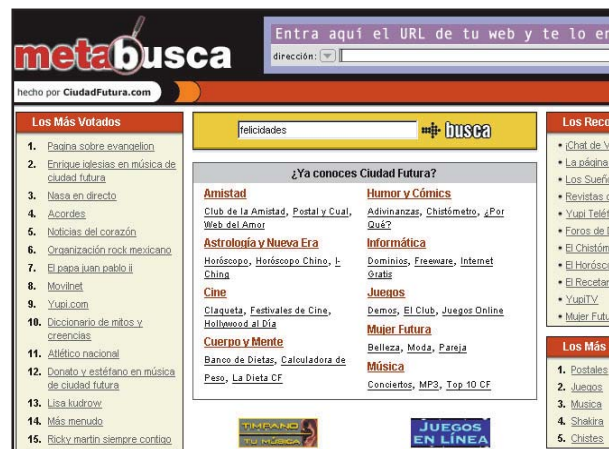 metabusca
Entra aquí el URL de tu web y te lo
dirección:
hecho por CiudadFutura.com
Los Más Votados
1. Pagina sobre evangelion
2. Enrique iglesias en música de
ciudad futura
3. Nasa en directo
4. Acordes
5. Noticias del corazón
6. Organización rock mexicano
7. El papa juan pablo ii
8. Movilnet
9. Yupi.com
10. Diccionario de mitos y
creencias
11. Atlético nacional
12. Donato y estéfano en música
de ciudad futura
13. Lisa kudrow
14. Más menudo
15. Ricky martin siempre contigo
felicidades
busca
¿Ya conoces Ciudad Futura?
Amistad
Club de la Amistad, Postal y Cual,
Web del Amor
Astrología y Nueva Era
Horóscopo, Horóscopo Chino, I-
Ching
Cine
Claqueta, Festivales de Cine,
Hollywood al Día
Cuerpo y Mente
Banco de Dietas, Calculadora de
Peso, La Dieta CF
Humor y Cómics
Adivinanzas, Chistómetro, ¿Por
Qué?
Informática
Dominios, Freeware, Internet
Gratis
Juegos
Demos, El Club, Juegos Online
Mujer Futura
Belleza, Moda, Pareja
Música
Conciertos, MP3, Top 10 CF
TIMPANO
TU MÚSICA
JUEGOS
EN LÍNEA
Los Reco
• ¡Chat de V
• La página
• Los Sueñ
• Revistas
• Yupi Telé
• Foros de
• El Chistóm
• El Horósc
• El Recetar
• YupiTV
• Mujer Futu
Los Más
1. Postales
2. Juegos
3. Musica
4. Shakira
5. Chistes